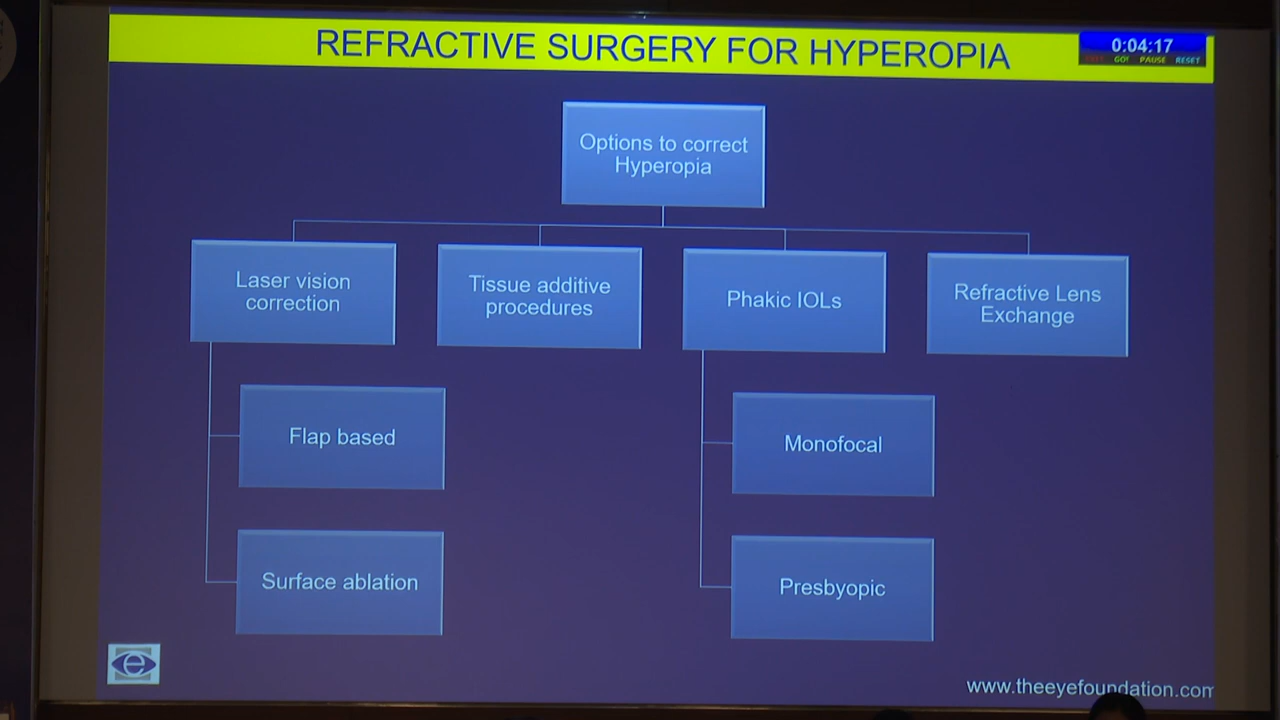 REFRACTIVE SURGERY FOR HYPEROPIA
0:04:17
GO! PAUSE RESET
Options to correct
Hyperopia
Laser vision
correction
Tissue additive
procedures
Phakic IOLs
Refractive Lens
Exchange
Flap based
Monofocal
Surface ablation
Presbyopic
e
www.theeyefoundation.com